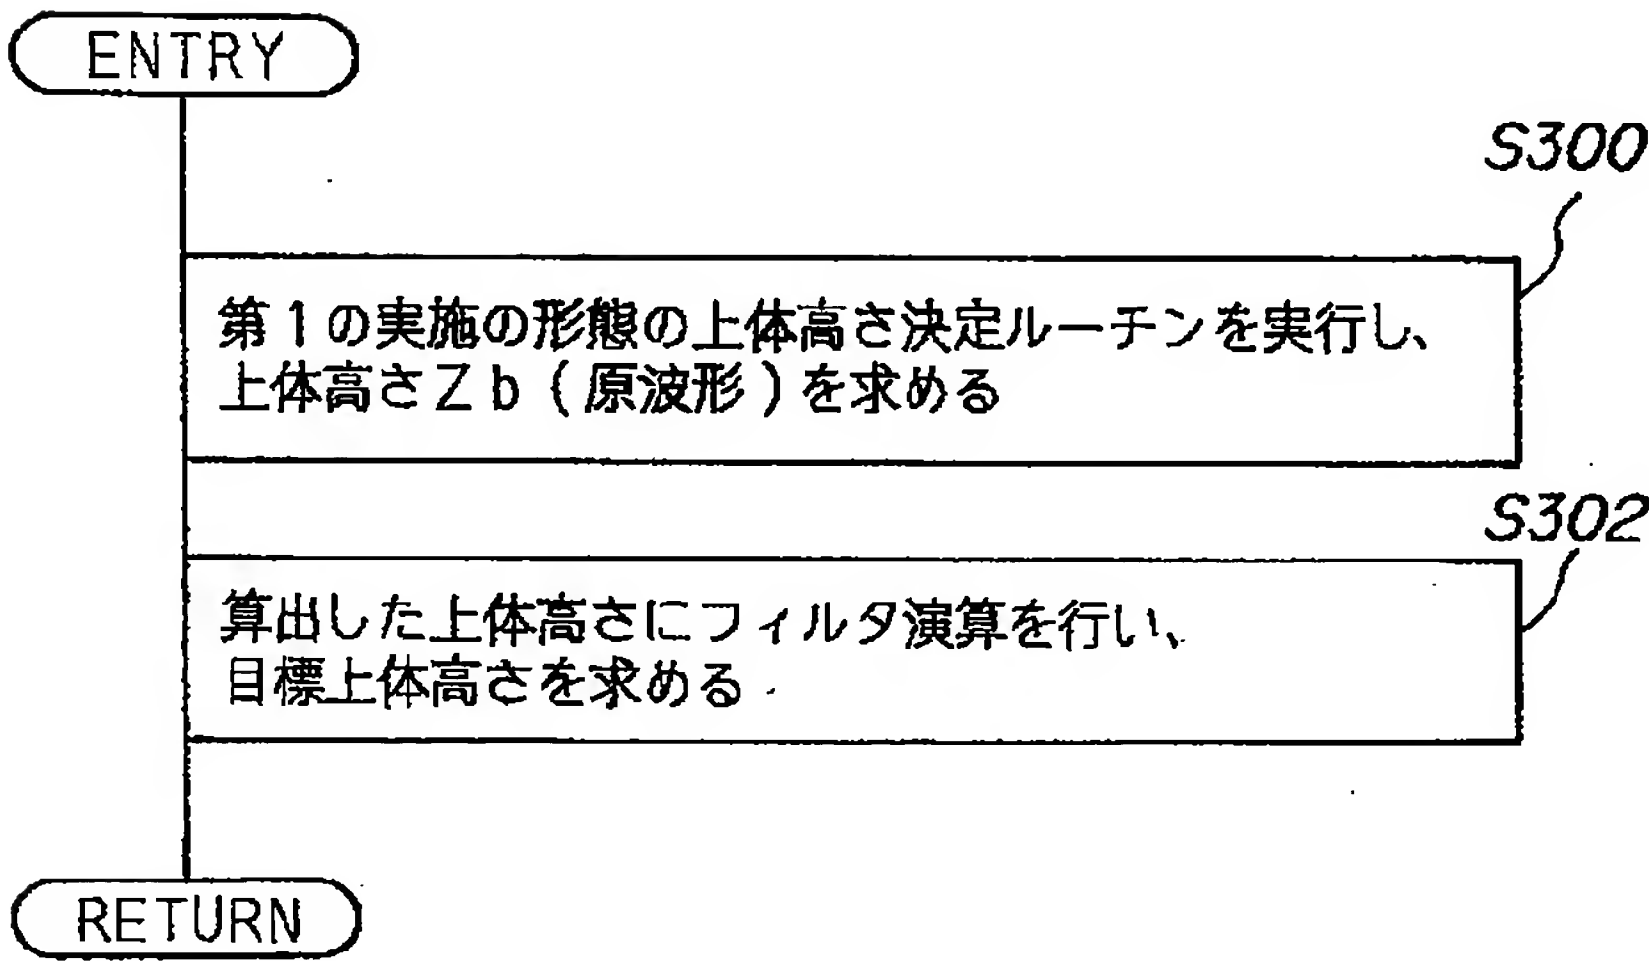 ENTRY
S300
第1の実施の形態の上体高さ決定ルーチンを実行し、
上体高さZb(原波形)を求める
S302
算出した上体高さにフィルタ演算を行い、
目標上体高さを求める
RETURN